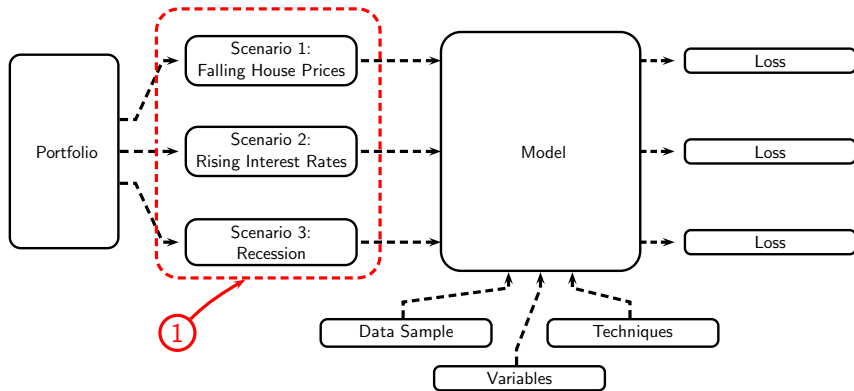 Portfolio
Scenario 1:
Falling House Prices
Scenario 2:
Rising Interest Rates
Scenario 3:
Recession
Model
Loss
Loss
Loss
1
Data Sample
Techniques
Variables